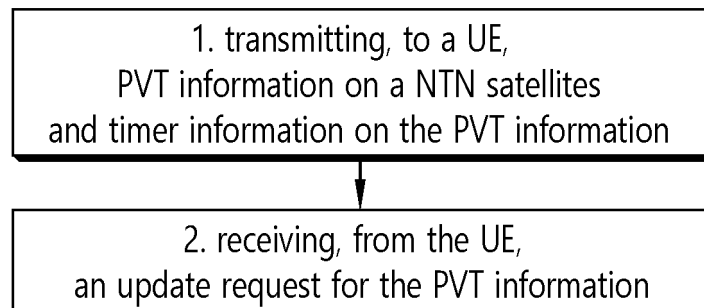 1. transmitting, to a UE,
PVT information on a NTN satellites
and timer information on the PVT information
2. receiving, from the UE,
an update request for the PVT information